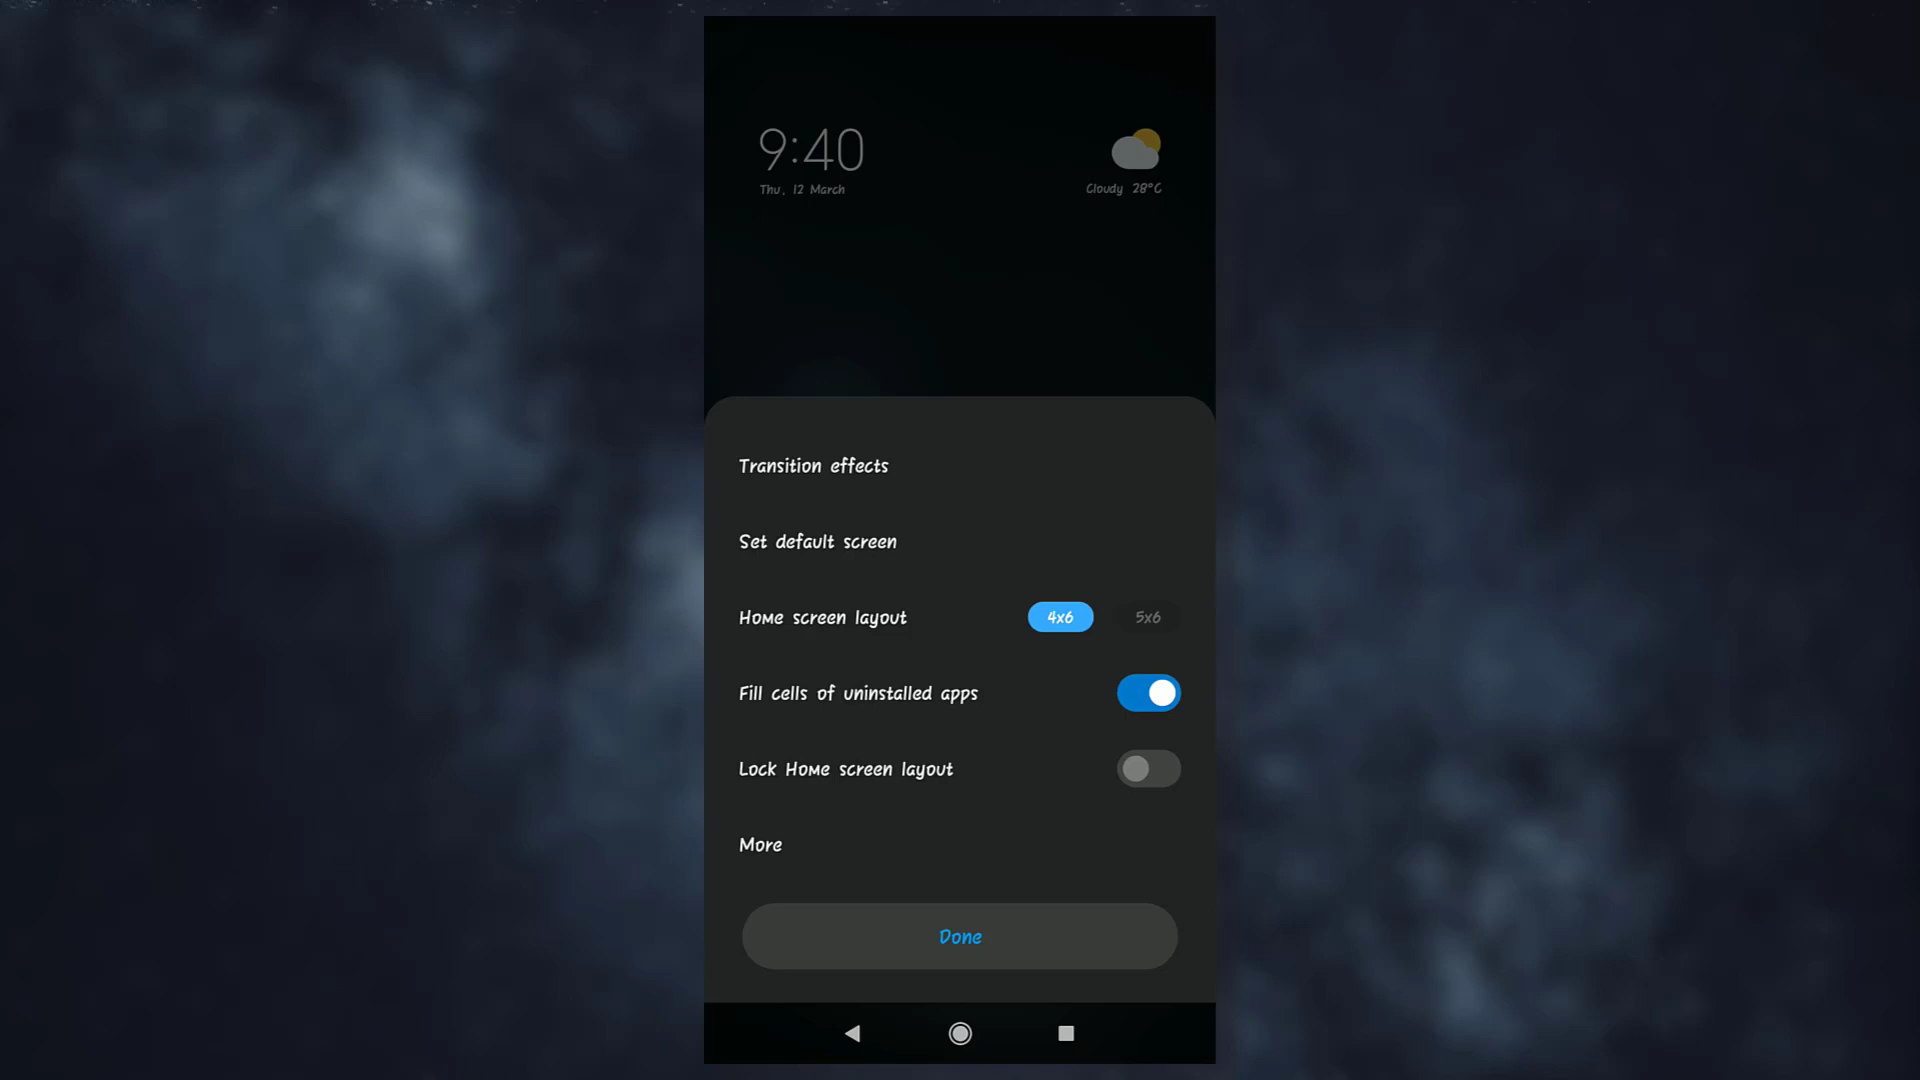 9:40
Thu, 12 March
Cloudy 28°C
Transition effects
Set default screen
Home screen layout 4x6 5x6
Fill cells of uninstalled apps
Lock Home screen layout
More
Done